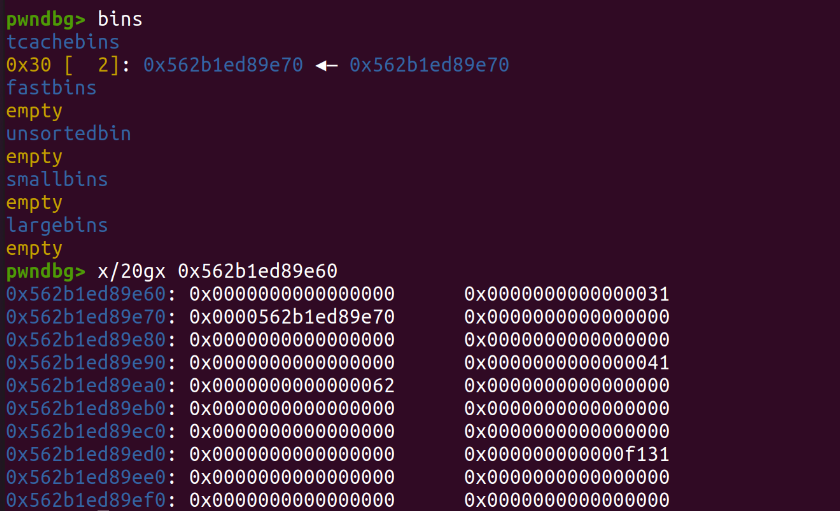 pwndbg> bins
tcachebins
0x30 [  2]: 0x562b1ed89e70 ◂— 0x562b1ed89e70
fastbins
empty
unsortedbin
empty
smallbins
empty
largebins
empty
pwndbg> x/20gx 0x562b1ed89e60
0x562b1ed89e60: 0x0000000000000000      0x0000000000000031
0x562b1ed89e70: 0x0000562b1ed89e70      0x0000000000000000
0x562b1ed89e80: 0x0000000000000000      0x0000000000000000
0x562b1ed89e90: 0x0000000000000000      0x0000000000000041
0x562b1ed89ea0: 0x0000000000000062      0x0000000000000000
0x562b1ed89eb0: 0x0000000000000000      0x0000000000000000
0x562b1ed89ec0: 0x0000000000000000      0x0000000000000000
0x562b1ed89ed0: 0x0000000000000000      0x000000000000f131
0x562b1ed89ee0: 0x0000000000000000      0x0000000000000000
0x562b1ed89ef0: 0x0000000000000000      0x0000000000000000